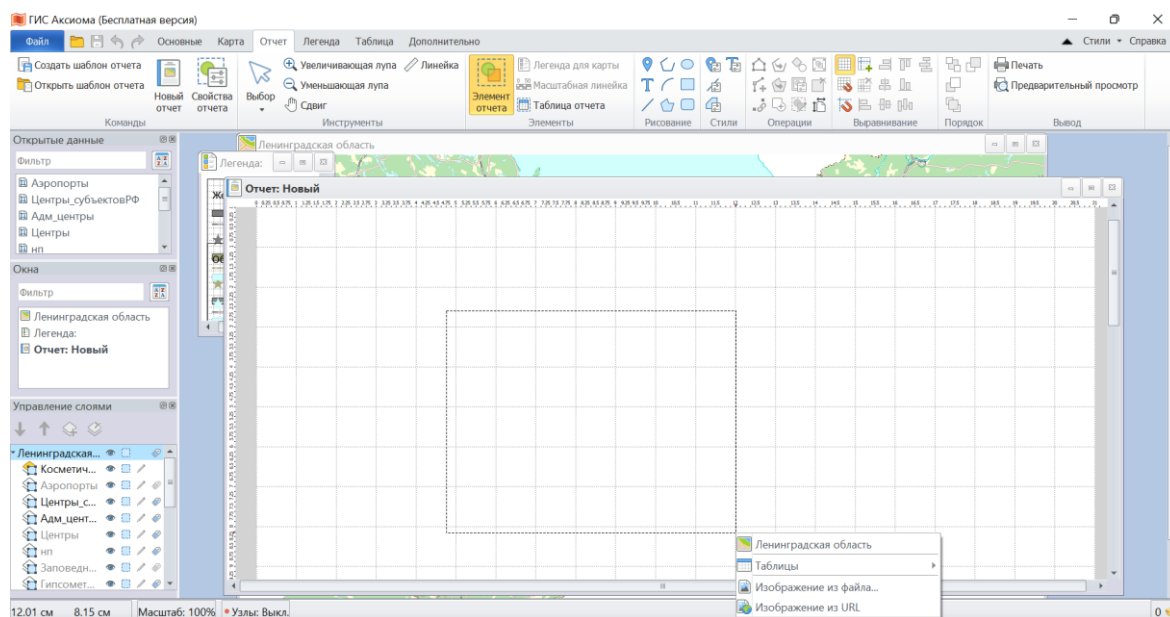 ГИС Аксиома (Бесплатная версия)
Файл Основные Карта Отчет Легенда Таблица Дополнительно Стили Справка
Создать шаблон отчета
Открыть шаблон отчета
Новый отчет
Свойства отчета
Команды
Выбор
Увеличивающая лупа
Линейка
Уменьшающая лупа
Сдвиг
Инструменты
Элемент отчета
Легенда для карты
Масштабная линейка
Таблица отчета
Элементы
Рисование
Стили
Операции
Выравнивание
Порядок
Печать
Предварительный просмотр
Вывод
Открытые данные
Фильтр
Аэропорты
Центры_субъектовРФ
Адм_центры
Центры
нп
Окна
Фильтр
Ленинградская область
Легенда:
Отчет: Новый
Управление слоями
Ленинградская...
Косметич...
Аэропорты
Центры_с...
Адм_цент...
Центры
нп
Заповедн...
Гипсомет...
Ленинградская область
Легенда:
Отчет: Новый
Ленинградская область
Таблицы
Изображение из файла...
Изображение из URL
12.01 см 8.15 см Масштаб: 100% Узлы: Выкл. 0